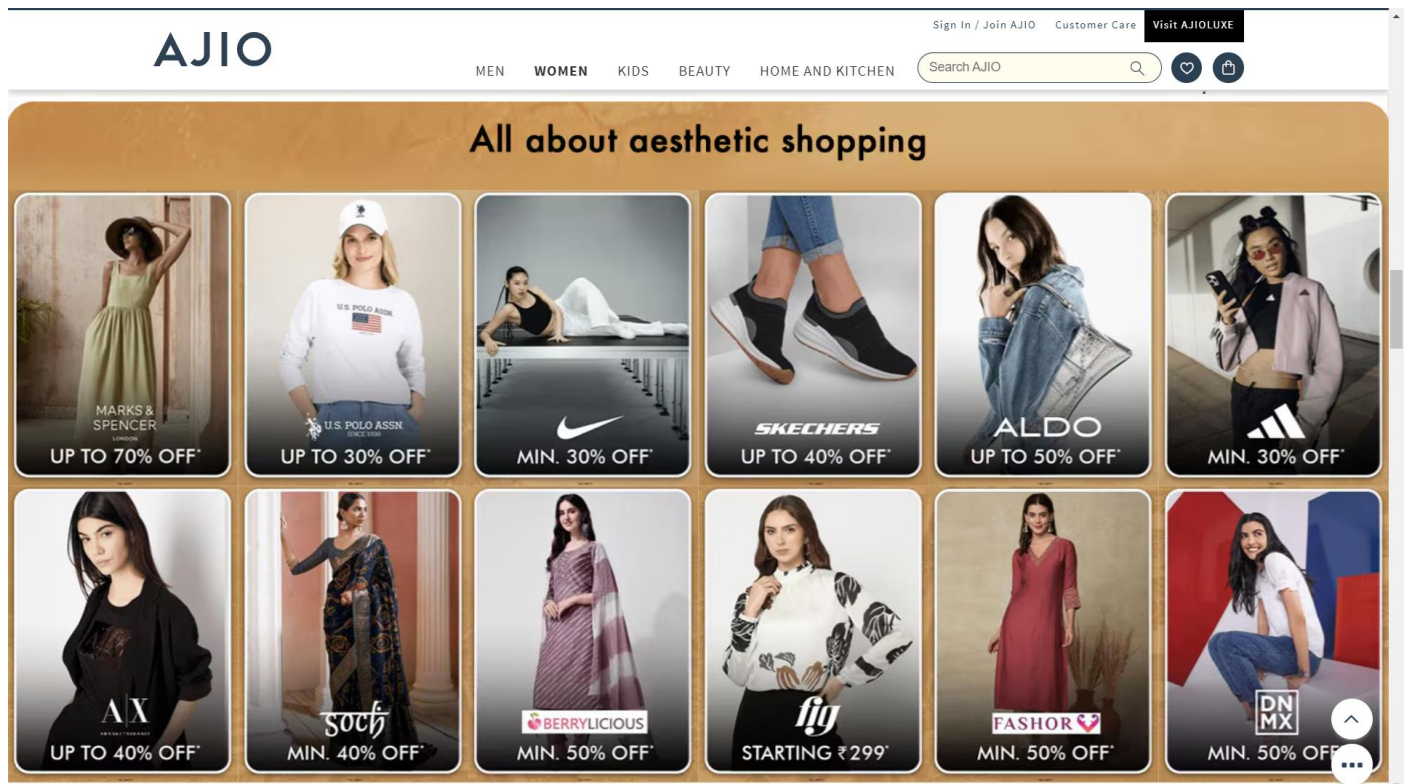 Sign In / Join AJIO Customer Care Visit AJIOLUXE
AJIO
MEN WOMEN KIDS BEAUTY HOME AND KITCHEN Search AJIO
All about aesthetic shopping
U.S. POLO ASSN.
MARKS &
SPENCER
LONDON
UP TO 70% OFF*
U.S. POLO ASSN.
SINCE 1890
UP TO 30% OFF*
MIN. 30% OFF*
SKECHERS
UP TO 40% OFF*
ALDO
UP TO 50% OFF*
MIN. 30% OFF*
A|X
ARMANI EXCHANGE
UP TO 40% OFF*
soch
MIN. 40% OFF*
BERRYLICIOUS
MIN. 50% OFF*
fig
STARTING ₹299*
FASHOR
MIN. 50% OFF*
DN
MX
MIN. 50% OFF